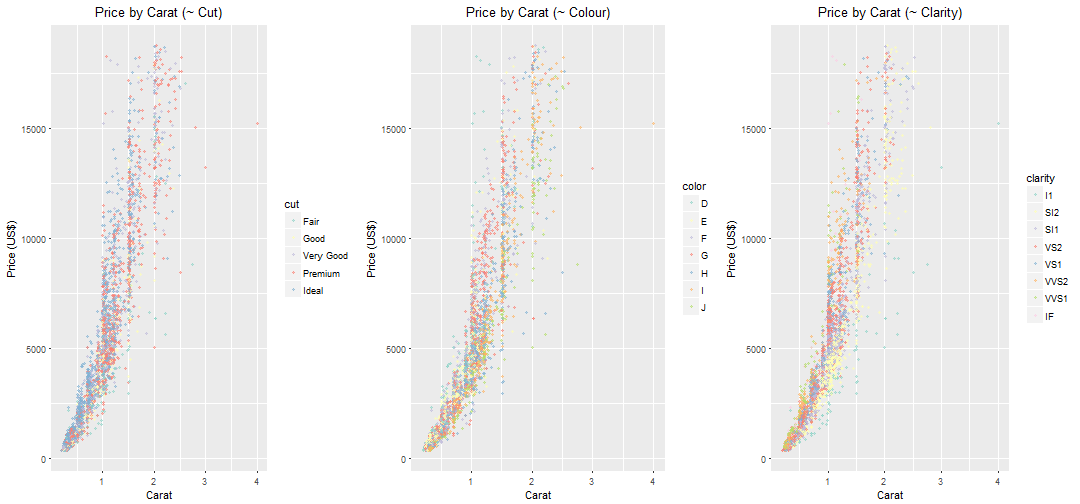 Price by Carat (~ Cut)
Price (US$)
15000
10000
5000
0
1 2 3 4
Carat
cut
Fair
Good
Very Good
Premium
Ideal
Price by Carat (~ Colour)
Price (US$)
15000
10000
5000
0
1 2 3 4
Carat
color
D
E
F
G
H
I
J
Price by Carat (~ Clarity)
Price (US$)
15000
10000
5000
0
1 2 3 4
Carat
clarity
I1
SI2
SI1
VS2
VS1
VVS2
VVS1
IF